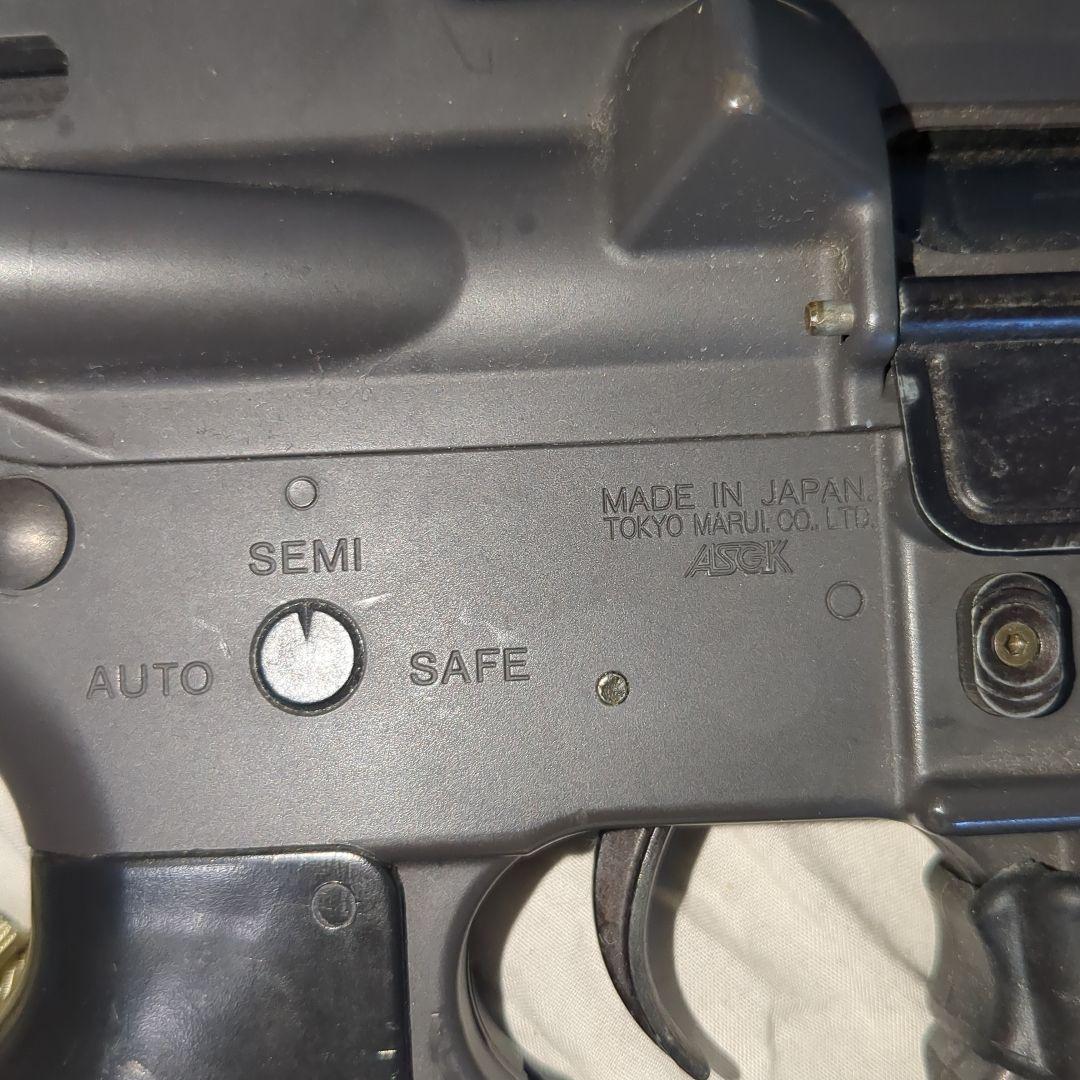 MADE IN JAPAN.
TOKYO MARUI. CO., LTD.
ASGK
SEMI
AUTO
SAFE